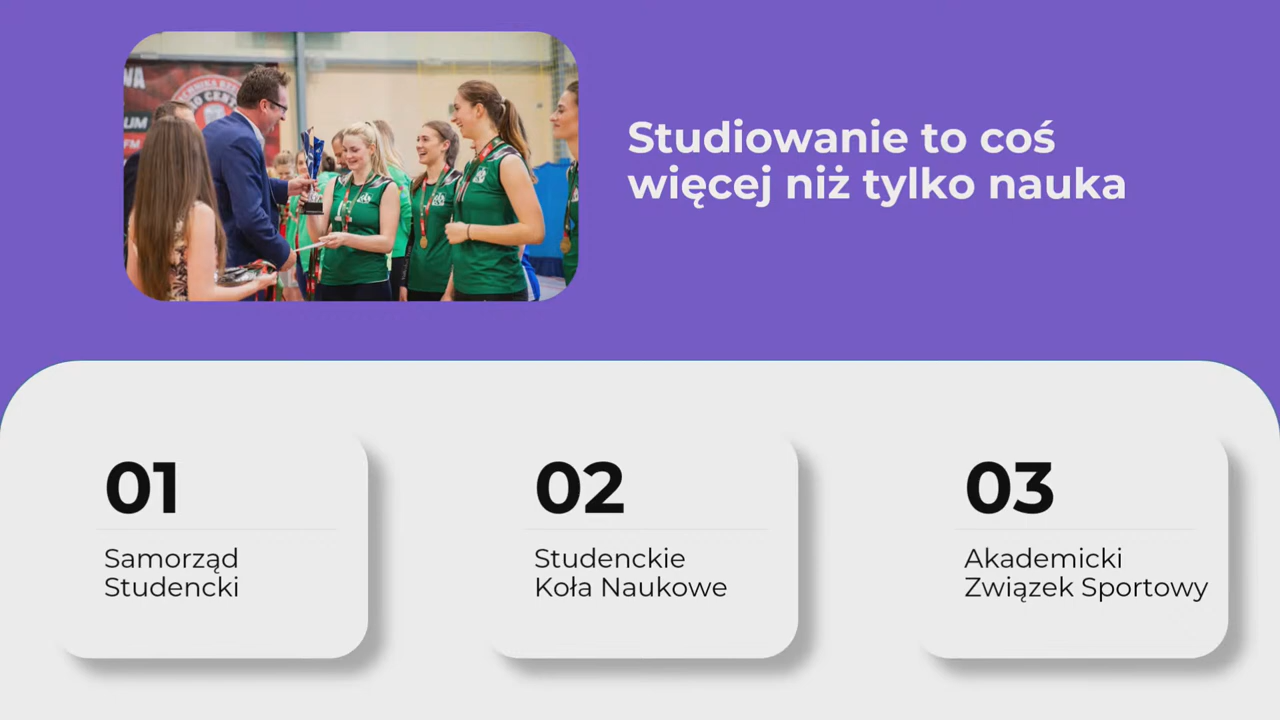 Studiowanie to coś
więcej niż tylko nauka
01
Samorząd
Studencki
02
Studenckie
Koła Naukowe
03
Akademicki
Związek Sportowy